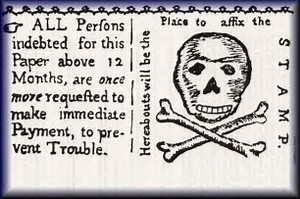 ALL Perſons
indebted for this
Paper above 12
Months, are once
more requeſted to
make immediate
Payment, to pre-
vent Trouble.
Hereabouts will be the
Place to affix the
STAMP.